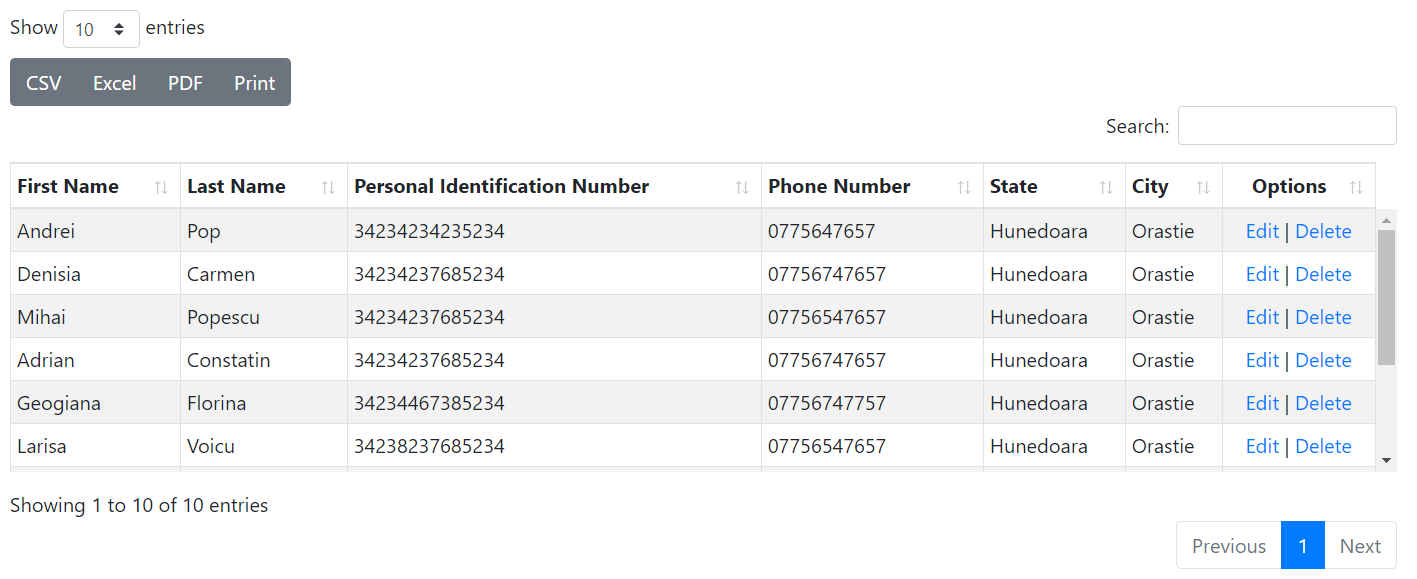 Show 10 entries
CSV Excel PDF Print
Search:
First Name Last Name Personal Identification Number Phone Number State City Options
Andrei Pop 34234234235234 0775647657 Hunedoara Orastie Edit | Delete
Denisia Carmen 34234237685234 07756747657 Hunedoara Orastie Edit | Delete
Mihai Popescu 34234237685234 07756547657 Hunedoara Orastie Edit | Delete
Adrian Constatin 34234237685234 07756747657 Hunedoara Orastie Edit | Delete
Geogiana Florina 34234467385234 07756747757 Hunedoara Orastie Edit | Delete
Larisa Voicu 34238237685234 07756547657 Hunedoara Orastie Edit | Delete
Showing 1 to 10 of 10 entries
Previous 1 Next